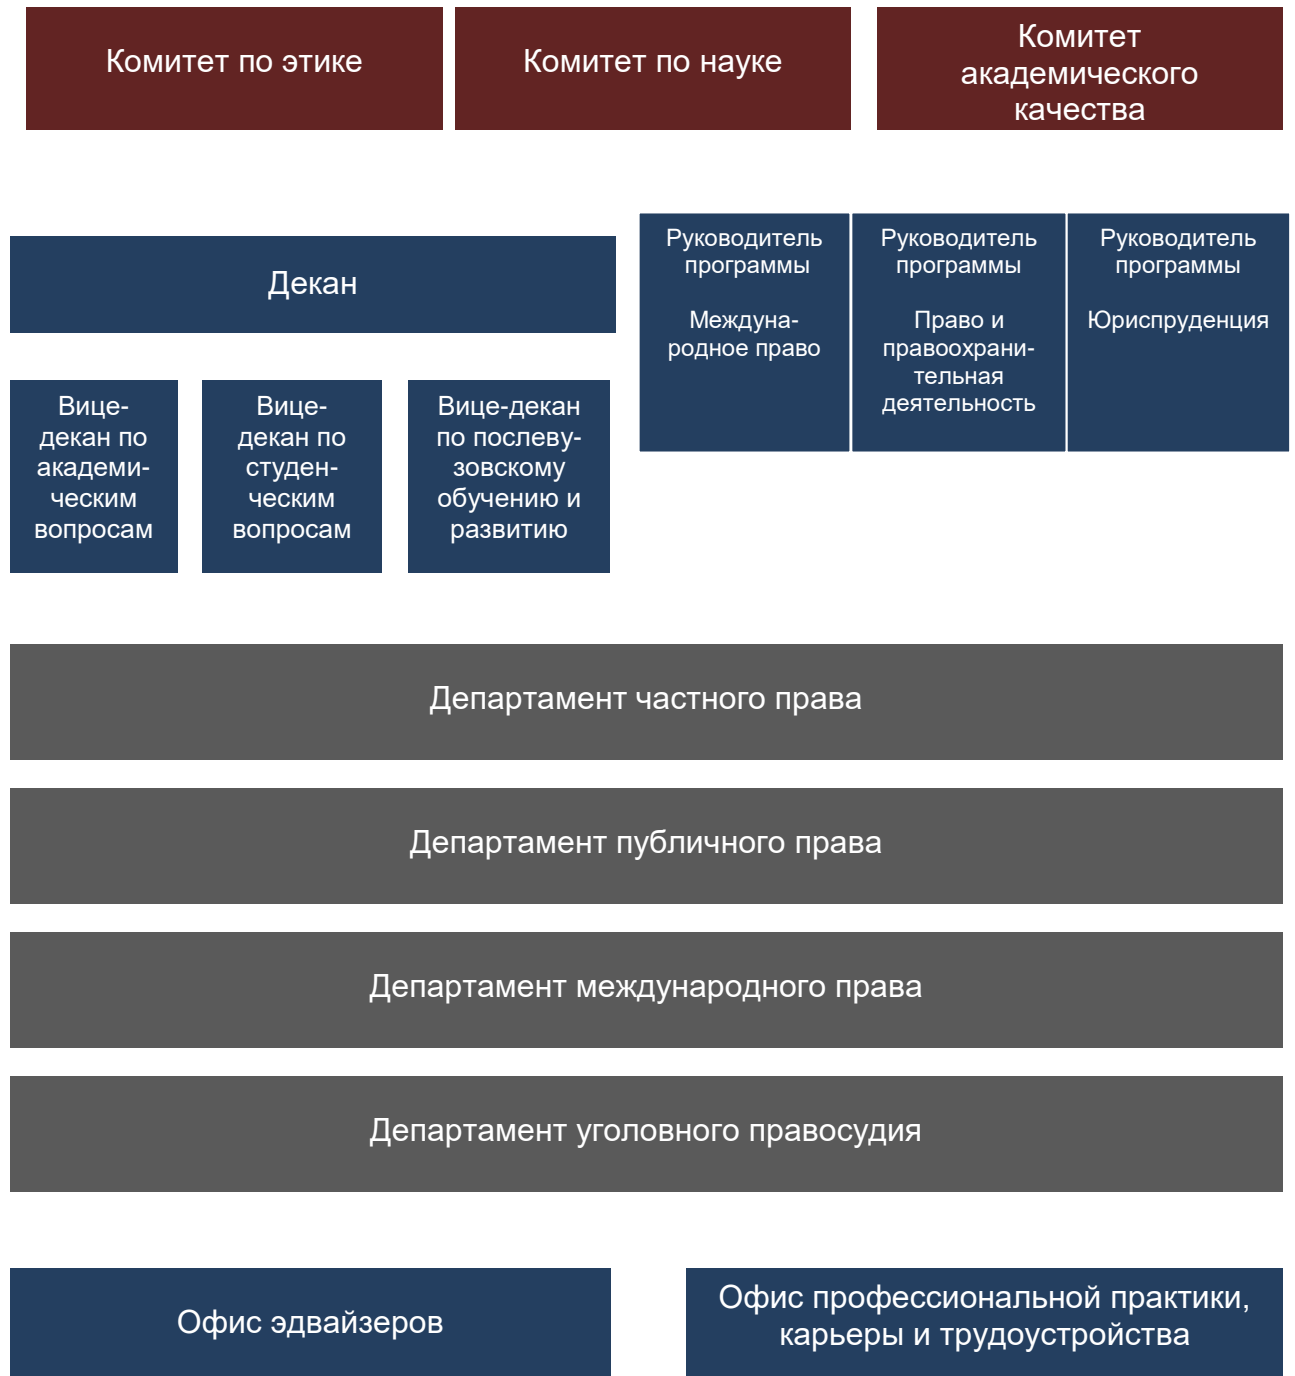 Комитет по этике
Комитет по науке
Комитет
академического
качества
Декан
Руководитель
программы
Междуна-
родное право
Руководитель
программы
Право и
правоохрани-
тельная
деятельность
Руководитель
программы
Юриспруденция
Вице-
декан по
академи-
ческим
вопросам
Вице-
декан по
студен-
ческим
вопросам
Вице-декан
по послеву-
зовскому
обучению и
развитию
Департамент частного права
Департамент публичного права
Департамент международного права
Департамент уголовного правосудия
Офис эдвайзеров
Офис профессиональной практики,
карьеры и трудоустройства